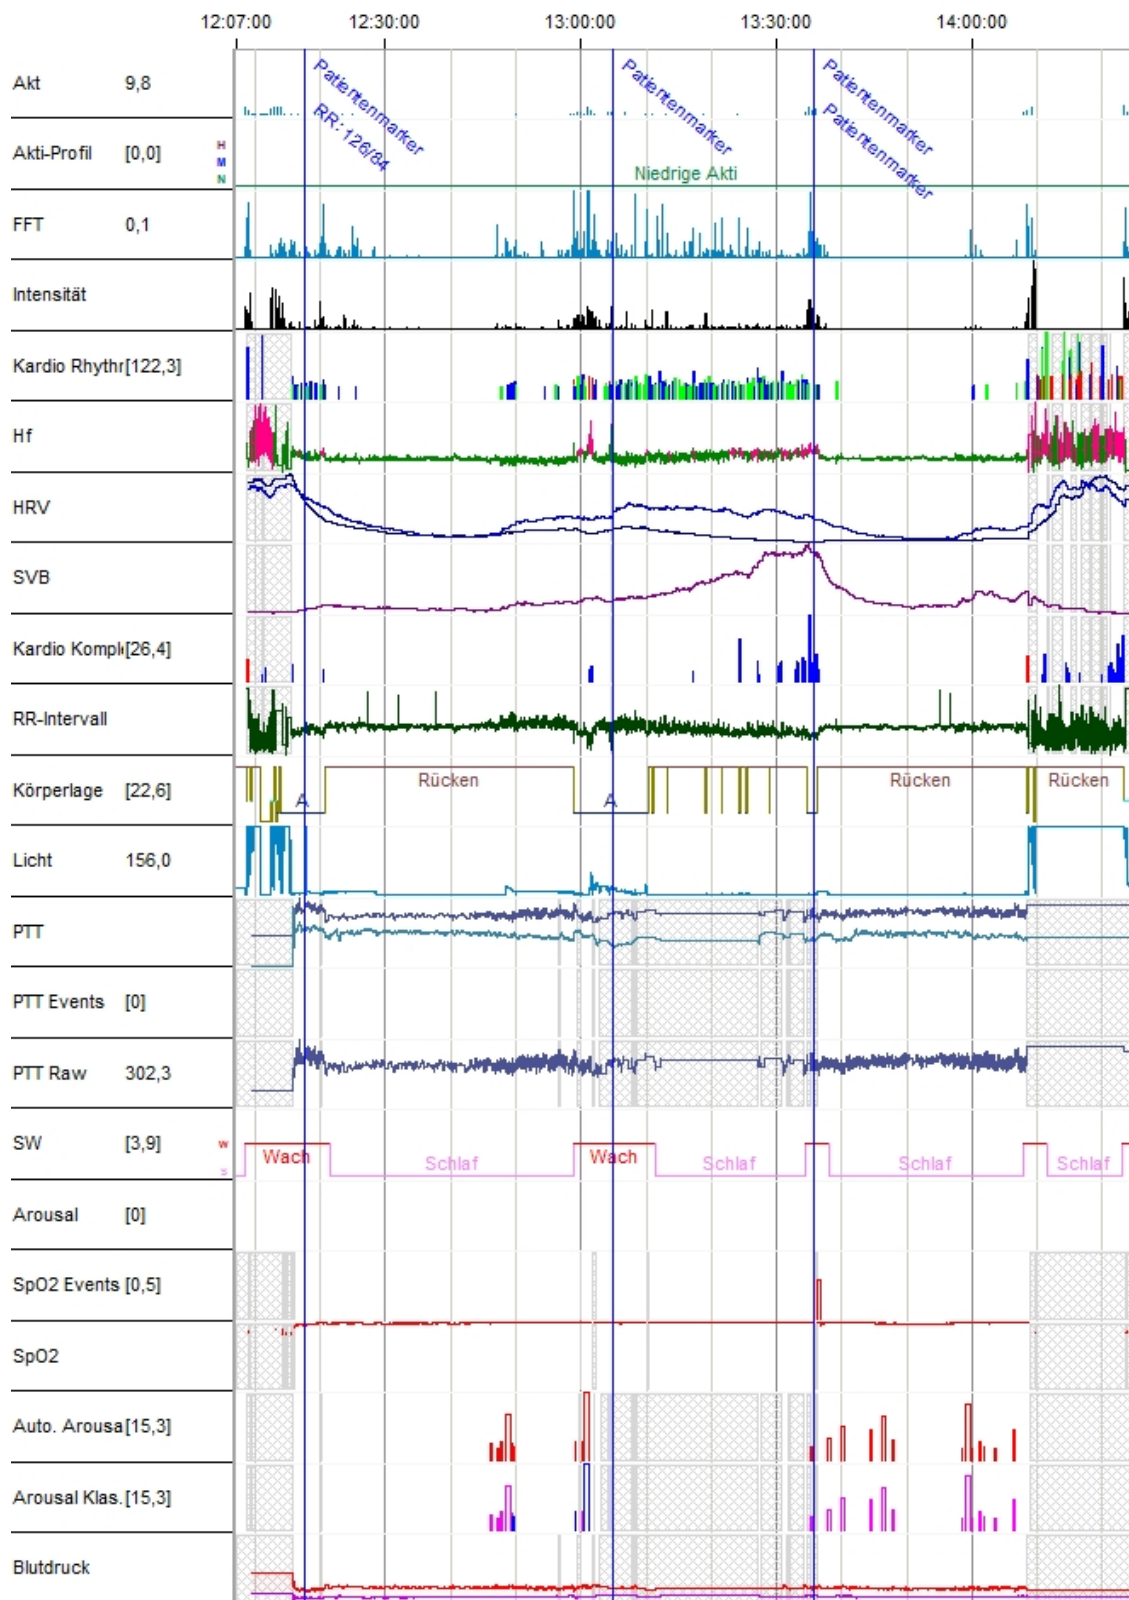 12:07:00 12:30:00 13:00:00 13:30:00 14:00:00
Akt 9,8
Patientenmarker Patientenmarker Patientenmarker
RR: 126/84 Patientenmarker
Akti-Profil [0,0] H
M
N
Niedrige Akti
FFT 0,1
Intensität
Kardio Rhythr[122,3]
Hf
HRV
SVB
Kardio Kompl[26,4]
RR-Intervall
Körperlage [22,6] A Rücken A Rücken Rücken
Licht 156,0
PTT
PTT Events [0]
PTT Raw 302,3
SW [3,9] W
S
Wach Schlaf Wach Schlaf Schlaf Schlaf
Arousal [0]
SpO2 Events [0,5]
SpO2
Auto. Arousa[15,3]
Arousal Klas.[15,3]
Blutdruck